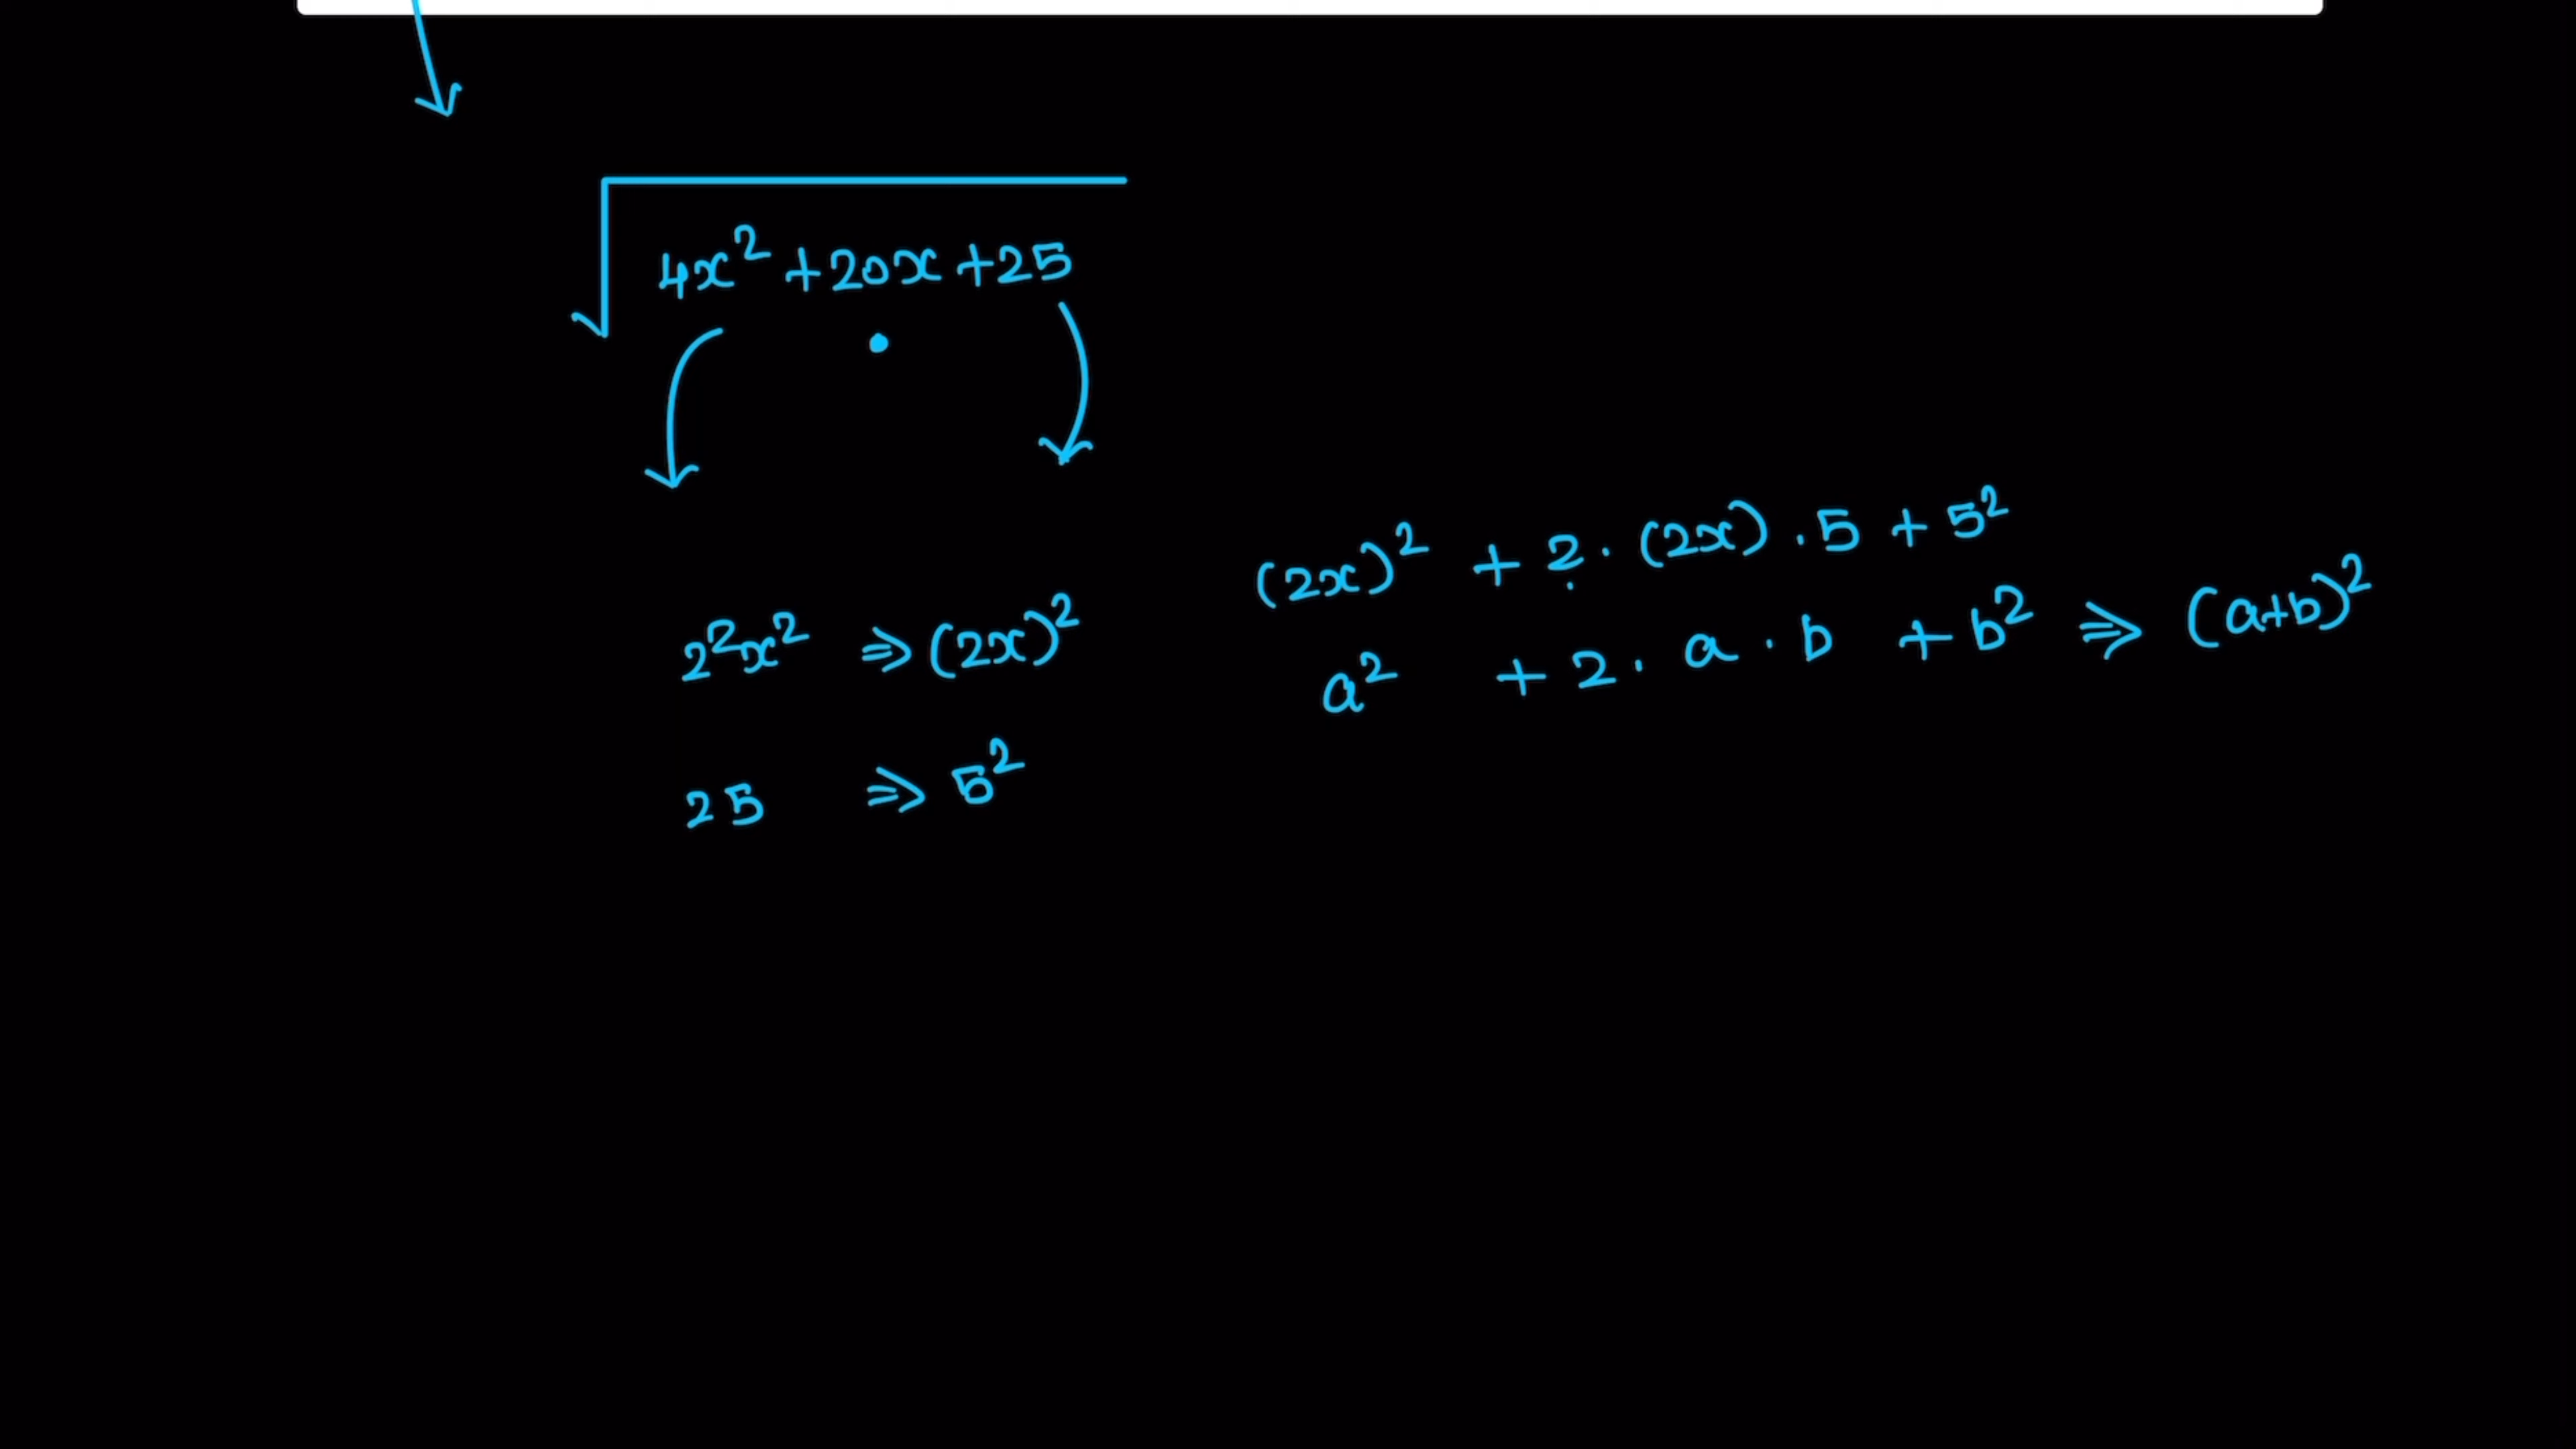 √4x² + 20x + 25
(2x)² + 2 · (2x) · 5 + 5²
2²x² ⇒ (2x)²
a² + 2 · a · b + b² ⇒ (a+b)²
25 ⇒ 5²